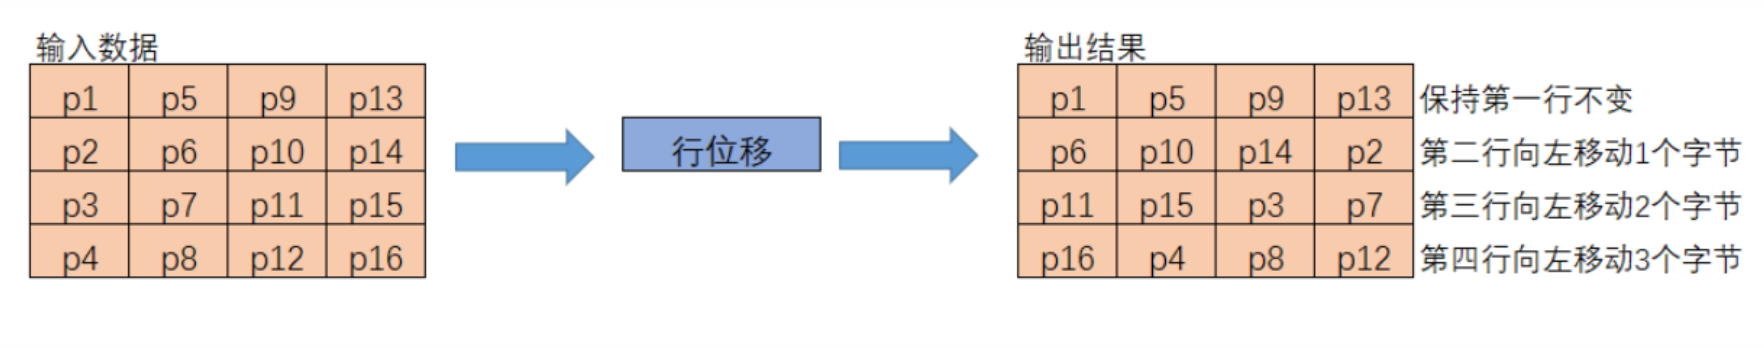 输入数据
p1 p5 p9 p13
p2 p6 p10 p14
p3 p7 p11 p15
p4 p8 p12 p16
行位移
输出结果
p1 p5 p9 p13 保持第一行不变
p6 p10 p14 p2 第二行向左移动1个字节
p11 p15 p3 p7 第三行向左移动2个字节
p16 p4 p8 p12 第四行向左移动3个字节